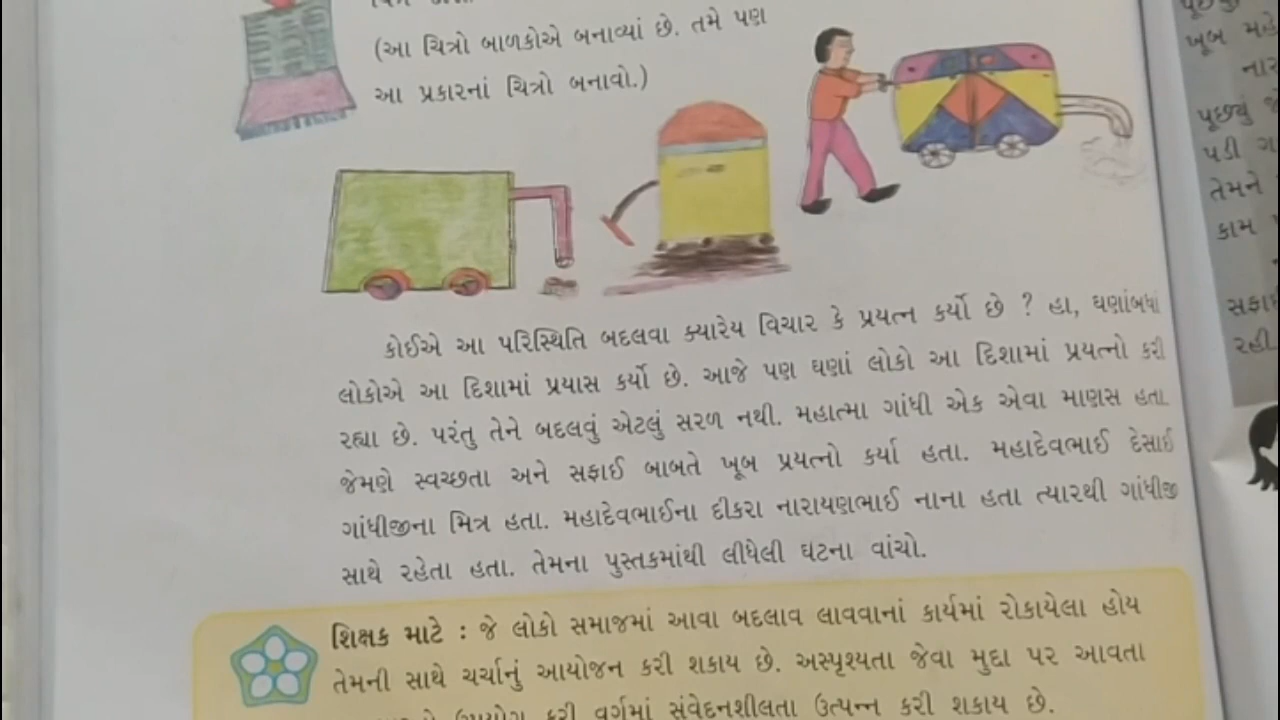 (આ ચિત્રો બાળકોએ બનાવ્યાં છે. તમે પણ
આ પ્રકારનાં ચિત્રો બનાવો.)
કોઈએ આ પરિસ્થિતિ બદલવા ક્યારેય વિચાર કે પ્રયત્ન કર્યો છે ? હા, ઘણાંબધાં
લોકોએ આ દિશામાં પ્રયાસ કર્યો છે. આજે પણ ઘણાં લોકો આ દિશામાં પ્રયત્નો કરી
રહ્યા છે. પરંતુ તેને બદલવું એટલું સરળ નથી. મહાત્મા ગાંધી એક એવા માણસ હતા
જેમણે સ્વચ્છતા અને સફાઈ બાબતે ખૂબ પ્રયત્નો કર્યા હતા. મહાદેવભાઈ દેસાઈ
ગાંધીજીના મિત્ર હતા. મહાદેવભાઈના દીકરા નારાયણભાઈ નાના હતા ત્યારથી ગાંધીજી
સાથે રહેતા હતા. તેમના પુસ્તકમાંથી લીધેલી ઘટના વાંચો.
શિક્ષક માટે : જે લોકો સમાજમાં આવા બદલાવ લાવવાનાં કાર્યમાં રોકાયેલા હોય
તેમની સાથે ચર્ચાનું આયોજન કરી શકાય છે. અસ્પૃશ્યતા જેવા મુદ્દા પર આવતા
ઉપયોગ કરી વર્ગમાં સંવેદનશીલતા ઉત્પન્ન કરી શકાય છે.
ખૂબ
પૂછ્યું
પડી
તેમને
કામ
રહી